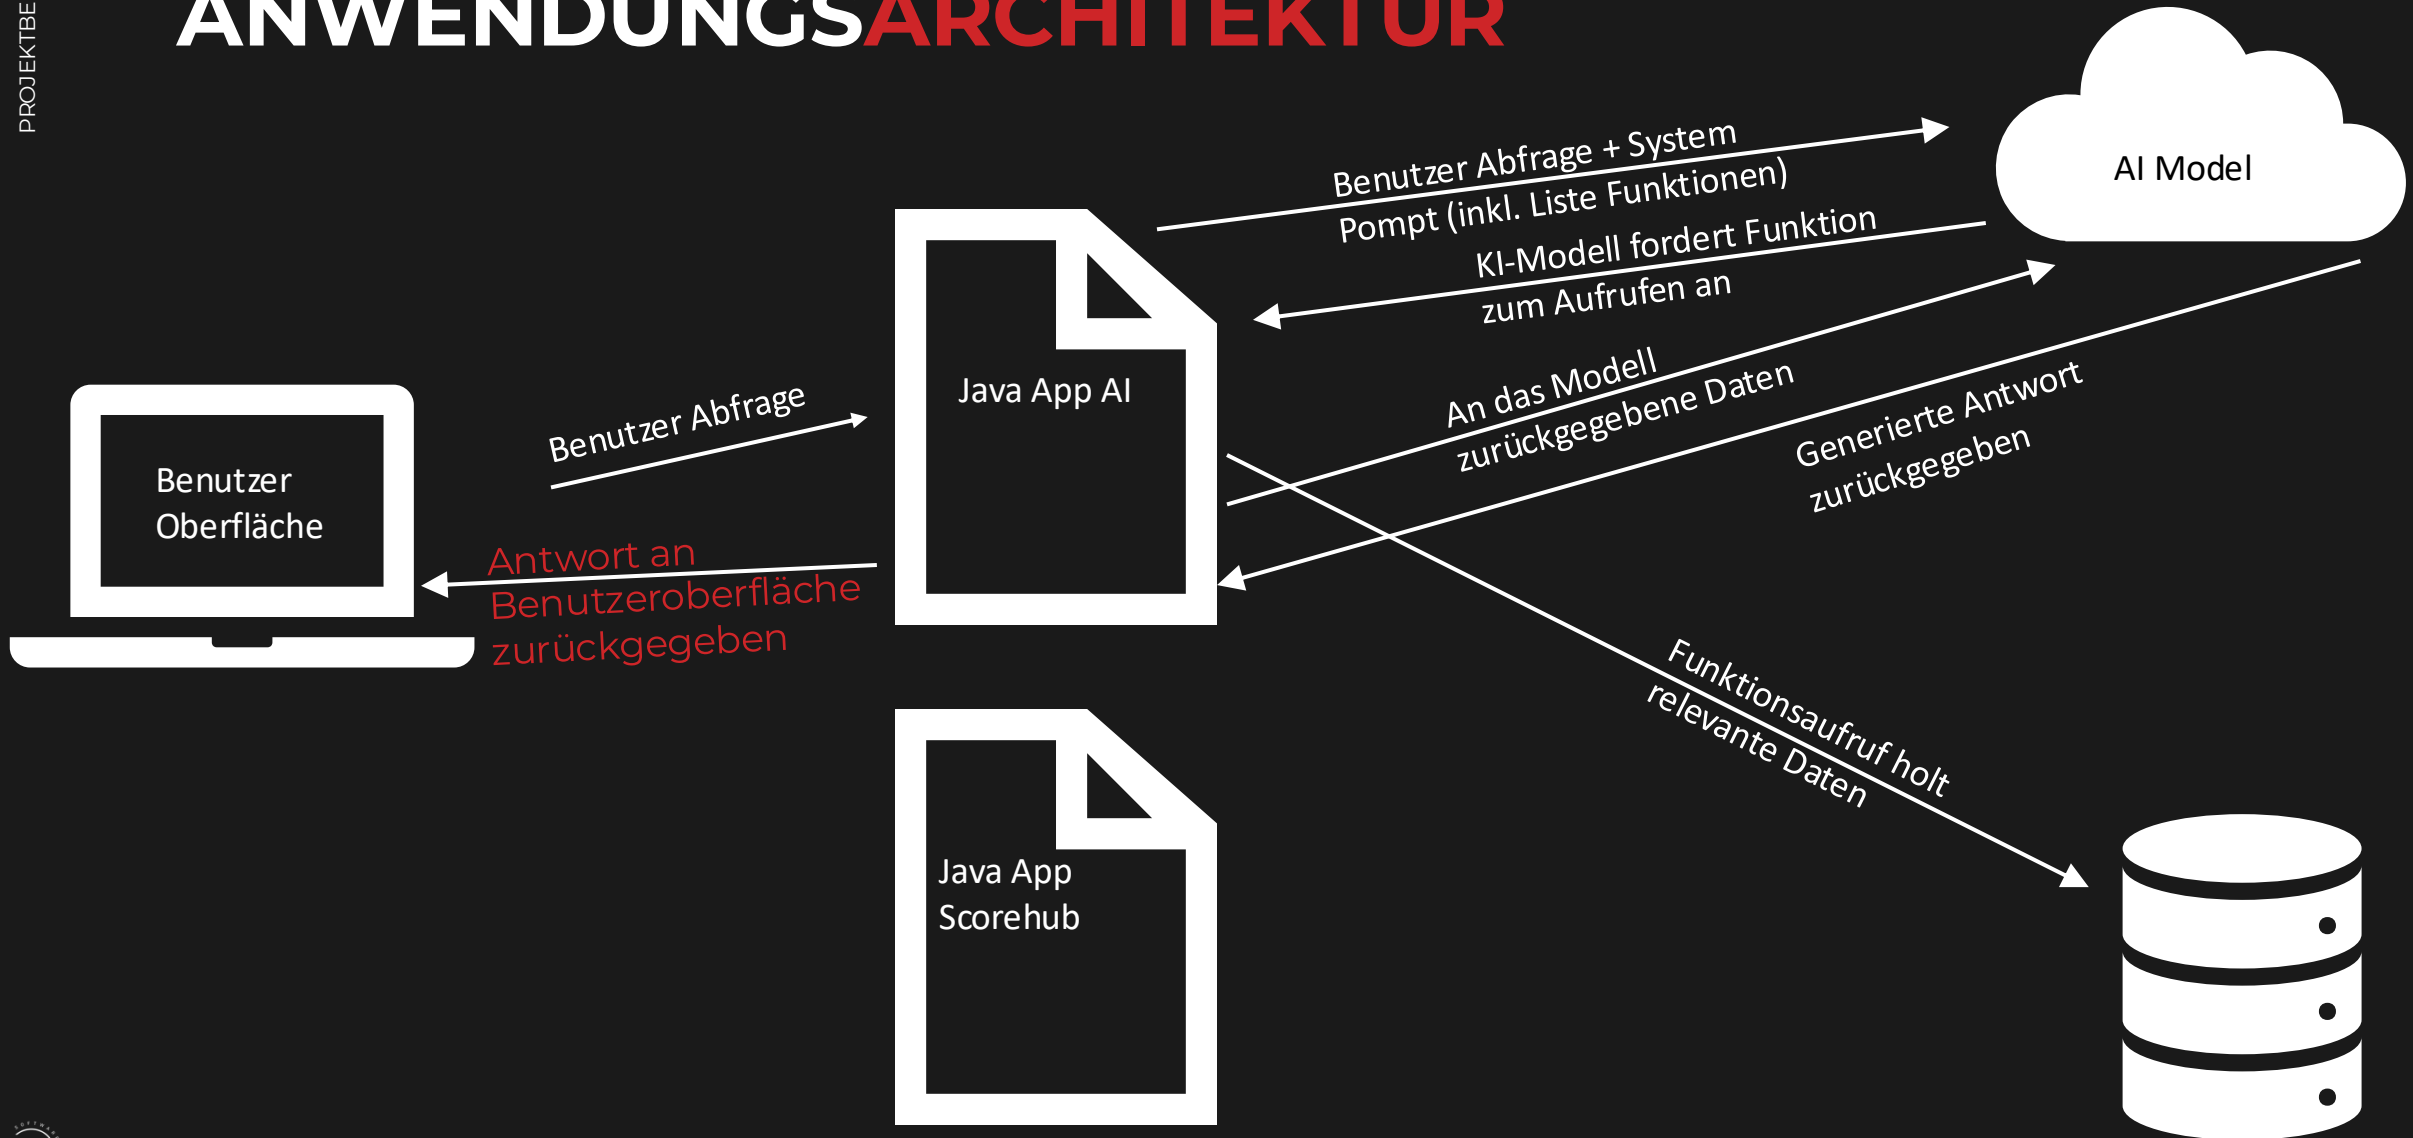 PROJEKTBE
ANWENDUNGSARCHITEKTUR
AI Model
Benutzer Abfrage + System
Pompt (inkl. Liste Funktionen)
KI-Modell fordert Funktion
zum Aufrufen an
An das Modell
zurückgegebene Daten
Generierte Antwort
zurückgegeben
Java App AI
Benutzer Abfrage
Benutzer
Oberfläche
Antwort an
Benutzeroberfläche
zurückgegeben
Funktionsaufruf holt
relevante Daten
Java App
Scorehub